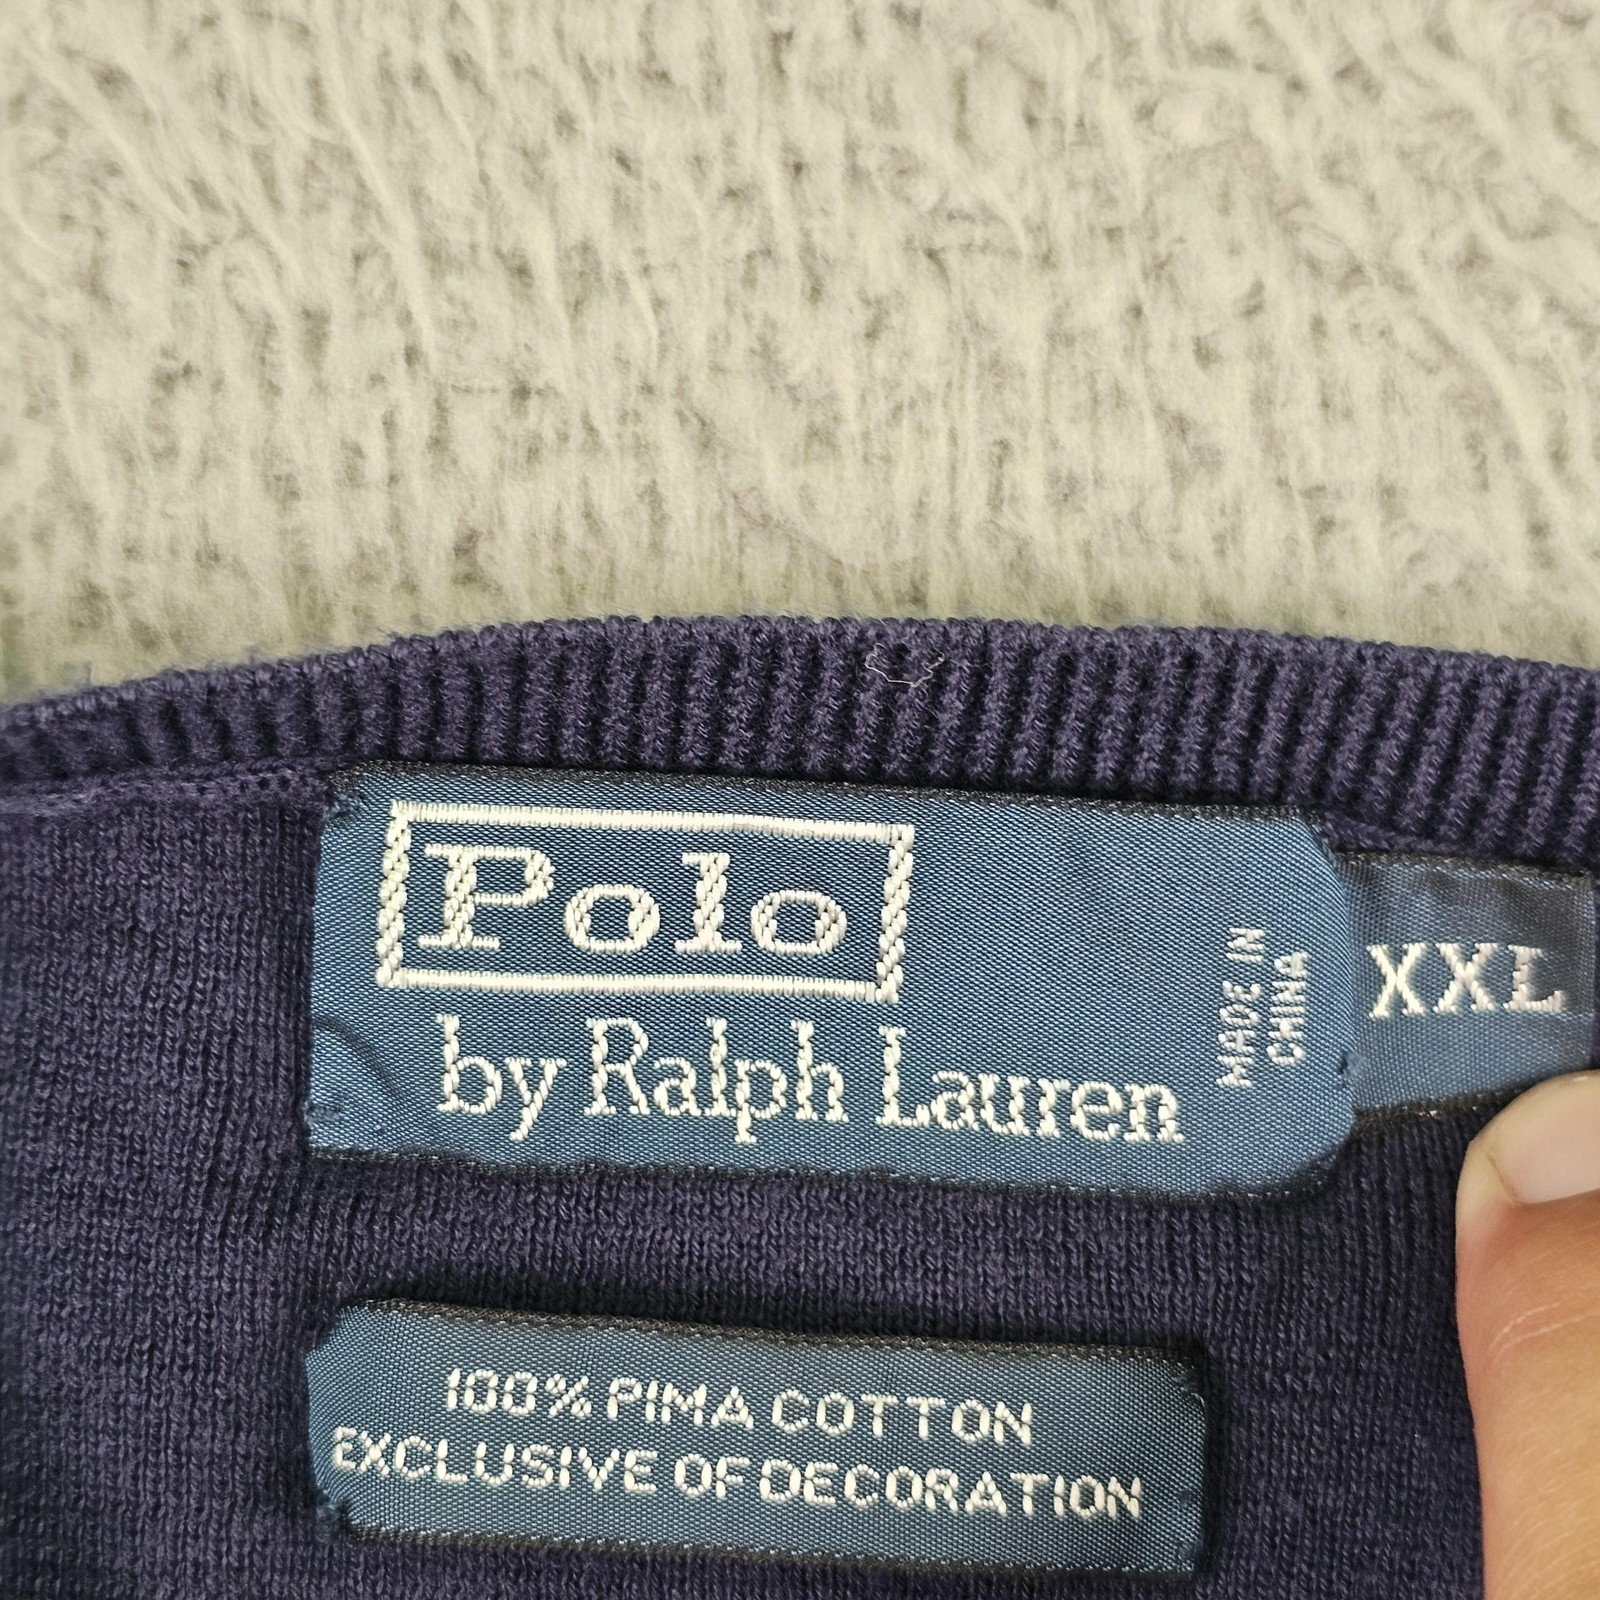 Polo
by Ralph Lauren
MADE IN
CHINA
XXL
100% PIMA COTTON
EXCLUSIVE OF DECORATION